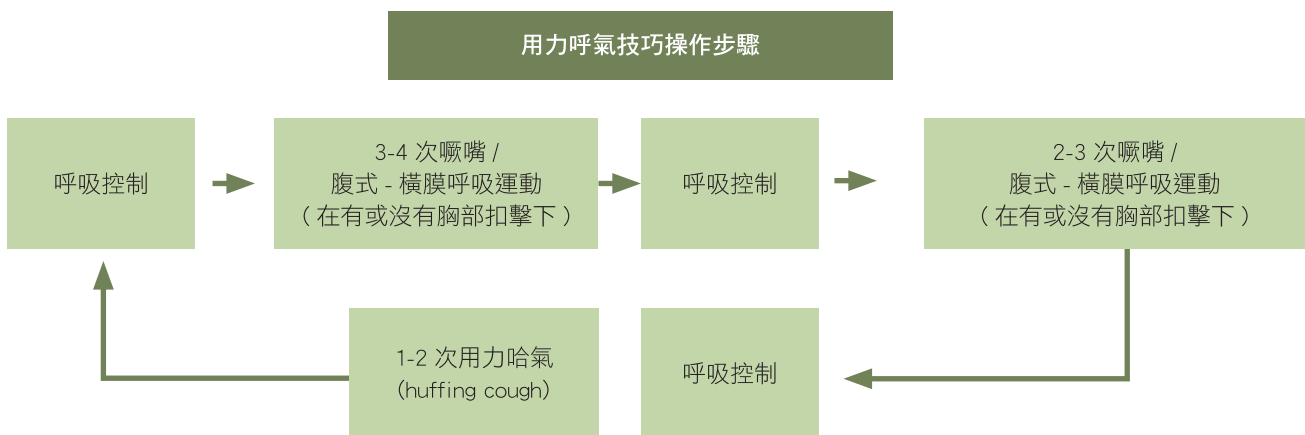 用力呼氣技巧操作步驟
呼吸控制
3-4 次噘嘴 /
腹式 - 橫膜呼吸運動
( 在有或沒有胸部扣擊下 )
呼吸控制
2-3 次噘嘴 /
腹式 - 橫膜呼吸運動
( 在有或沒有胸部扣擊下 )
呼吸控制
1-2 次用力哈氣
(huffing cough)